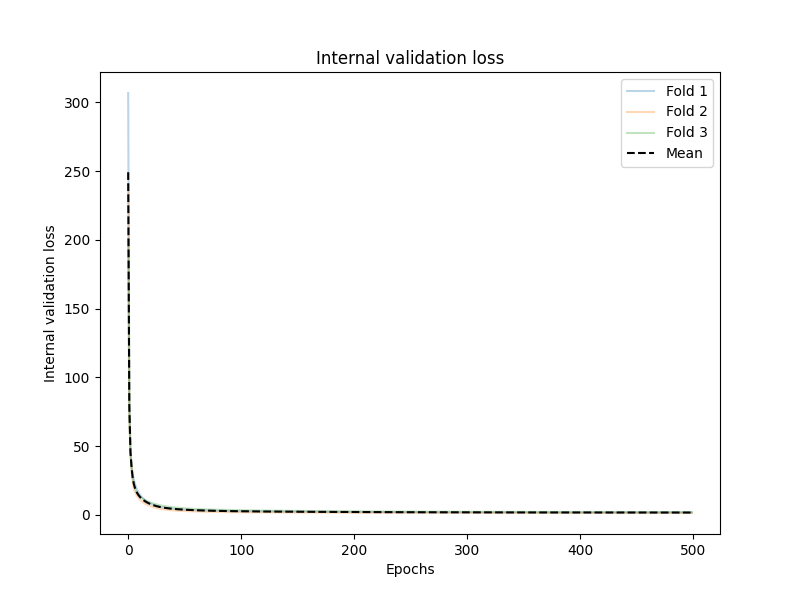 Internal validation loss
Fold 1
Fold 2
Fold 3
Mean
Internal validation loss
300
250
200
150
100
50
0
0 100 200 300 400 500
Epochs